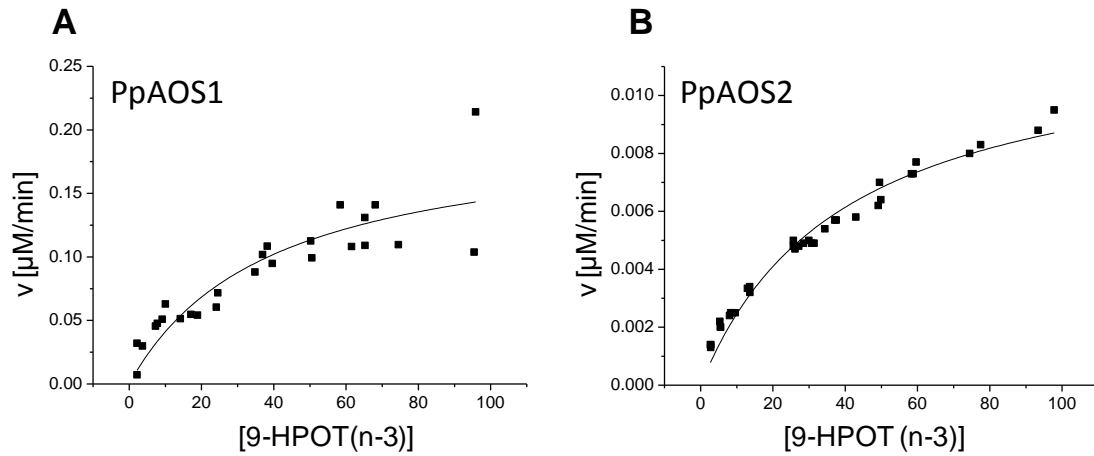 A
PpAOS1
0.25
0.20
0.15
0.10
0.05
0.00
v [µM/min]
0 20 40 60 80 100
[9-HPOT(n-3)]
B
PpAOS2
0.010
0.008
0.006
0.004
0.002
0.000
v [µM/min]
0 20 40 60 80 100
[9-HPOT (n-3)]